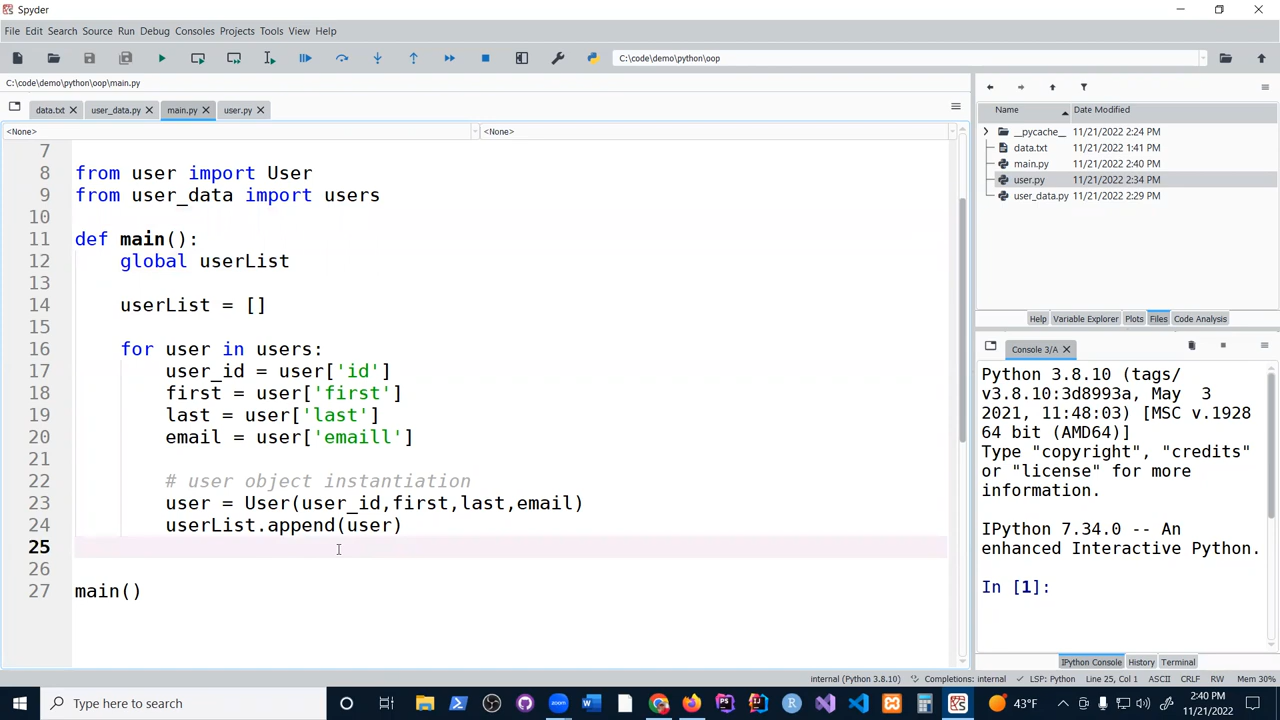 Spyder
File Edit Search Source Run Debug Consoles Projects Tools View Help
C:\code\demo\python\oop
C:\code\demo\python\oop\main.py
data.txt user_data.py main.py user.py
<None> <None>
7
8 from user import User
9 from user_data import users
10
11 def main():
12 global userList
13
14 userList = []
15
16 for user in users:
17 user_id = user['id']
18 first = user['first']
19 last = user['last']
20 email = user['emaill']
21
22 # user object instantiation
23 user = User(user_id,first,last,email)
24 userList.append(user)
25
26
27 main()
Name Date Modified
__pycache__ 11/21/2022 2:24 PM
data.txt 11/21/2022 1:41 PM
main.py 11/21/2022 2:40 PM
user.py 11/21/2022 2:34 PM
user_data.py 11/21/2022 2:29 PM
Help Variable Explorer Plots Files Code Analysis
Console 3/A
Python 3.8.10 (tags/
v3.8.10:3d8993a, May 3
2021, 11:48:03) [MSC v.1928
64 bit (AMD64)]
Type "copyright", "credits"
or "license" for more
information.
IPython 7.34.0 -- An
enhanced Interactive Python.
In [1]:
IPython Console History Terminal
internal (Python 3.8.10) Completions: internal LSP: Python Line 25, Col 1 ASCII CRLF RW Mem 30%
Type here to search
zoom
PS
R
43°F
2:40 PM
11/21/2022